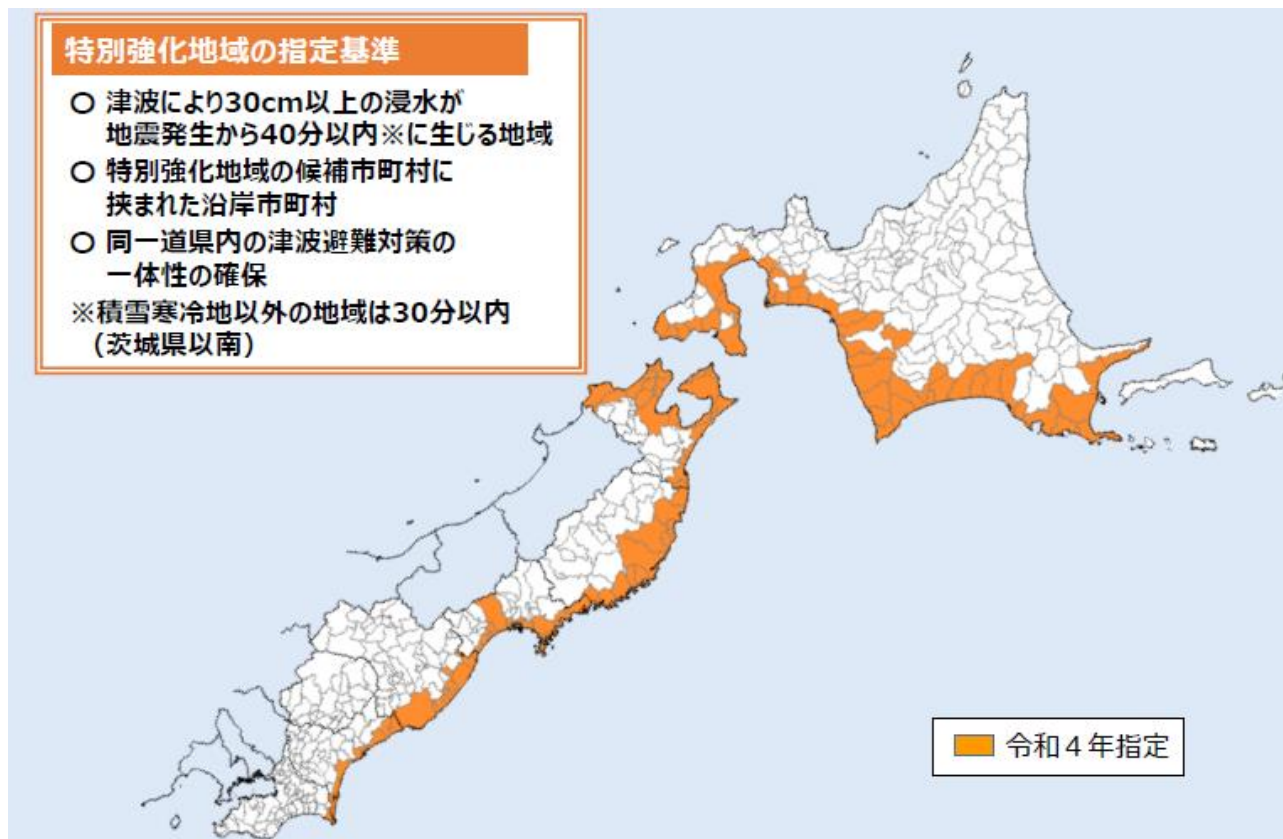 特別強化地域の指定基準
○ 津波により30cm以上の浸水が
地震発生から40分以内※に生じる地域
○ 特別強化地域の候補市町村に
挟まれた沿岸市町村
○ 同一道県内の津波避難対策の
一体性の確保
※積雪寒冷地以外の地域は30分以内
(茨城県以南)
令和４年指定